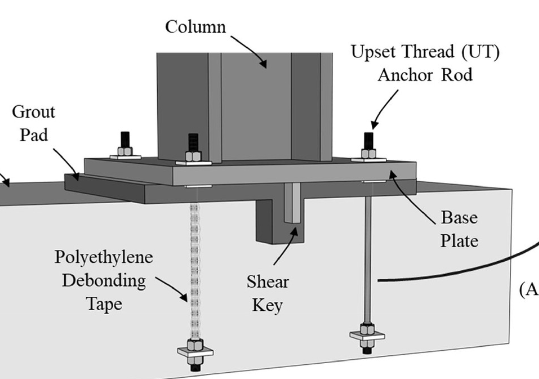 Column
Upset Thread (UT)
Anchor Rod
Grout
Pad
Base
Plate
Polyethylene
Debonding
Tape
Shear
Key
(A